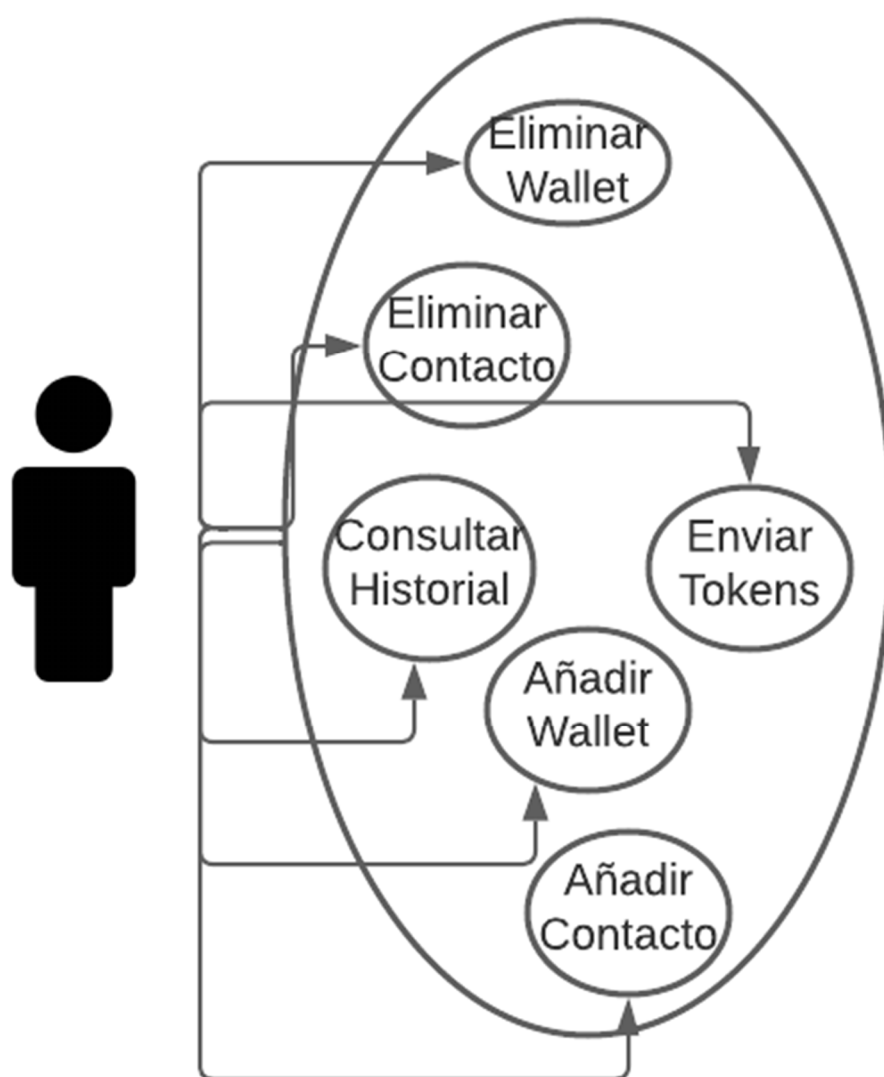 Eliminar
Wallet
Eliminar
Contacto
Consultar
Historial
Enviar
Tokens
Añadir
Wallet
Añadir
Contacto